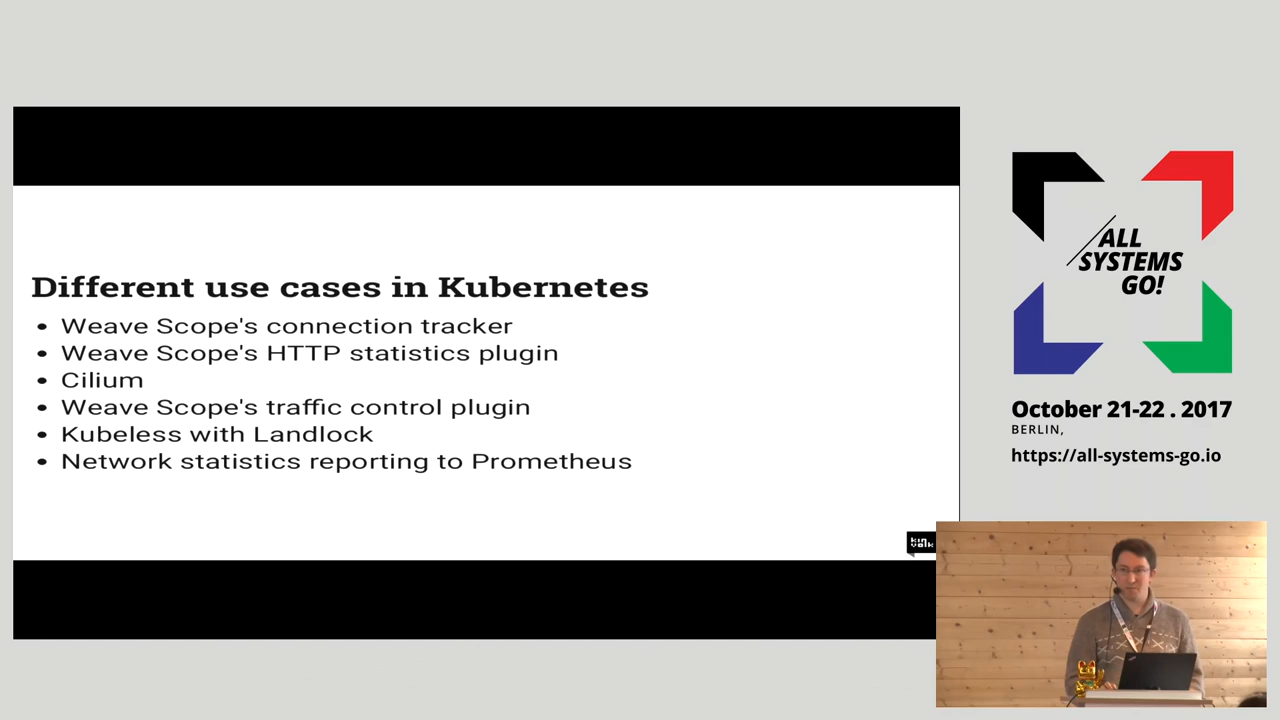 Different use cases in Kubernetes
• Weave Scope's connection tracker
• Weave Scope's HTTP statistics plugin
• Cilium
• Weave Scope's traffic control plugin
• Kubeless with Landlock
• Network statistics reporting to Prometheus
kin
volk
/ALL
SYSTEMS
GO!
October 21-22 . 2017
BERLIN,
https://all-systems-go.io